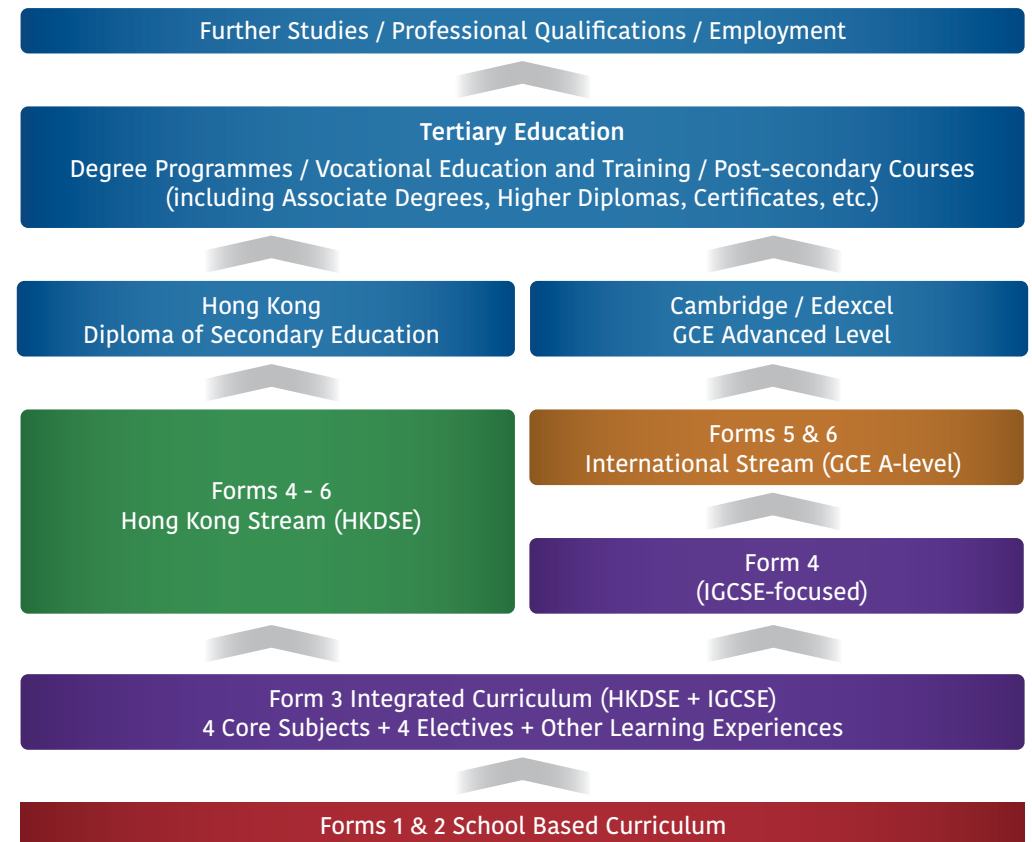 Further Studies / Professional Qualifications / Employment
Tertiary Education
Degree Programmes / Vocational Education and Training / Post-secondary Courses
(including Associate Degrees, Higher Diplomas, Certificates, etc.)
Hong Kong
Diploma of Secondary Education
Cambridge / Edexcel
GCE Advanced Level
Forms 4 - 6
Hong Kong Stream (HKDSE)
Forms 5 & 6
International Stream (GCE A-level)
Form 4
(IGCSE-focused)
Form 3 Integrated Curriculum (HKDSE + IGCSE)
4 Core Subjects + 4 Electives + Other Learning Experiences
Forms 1 & 2 School Based Curriculum